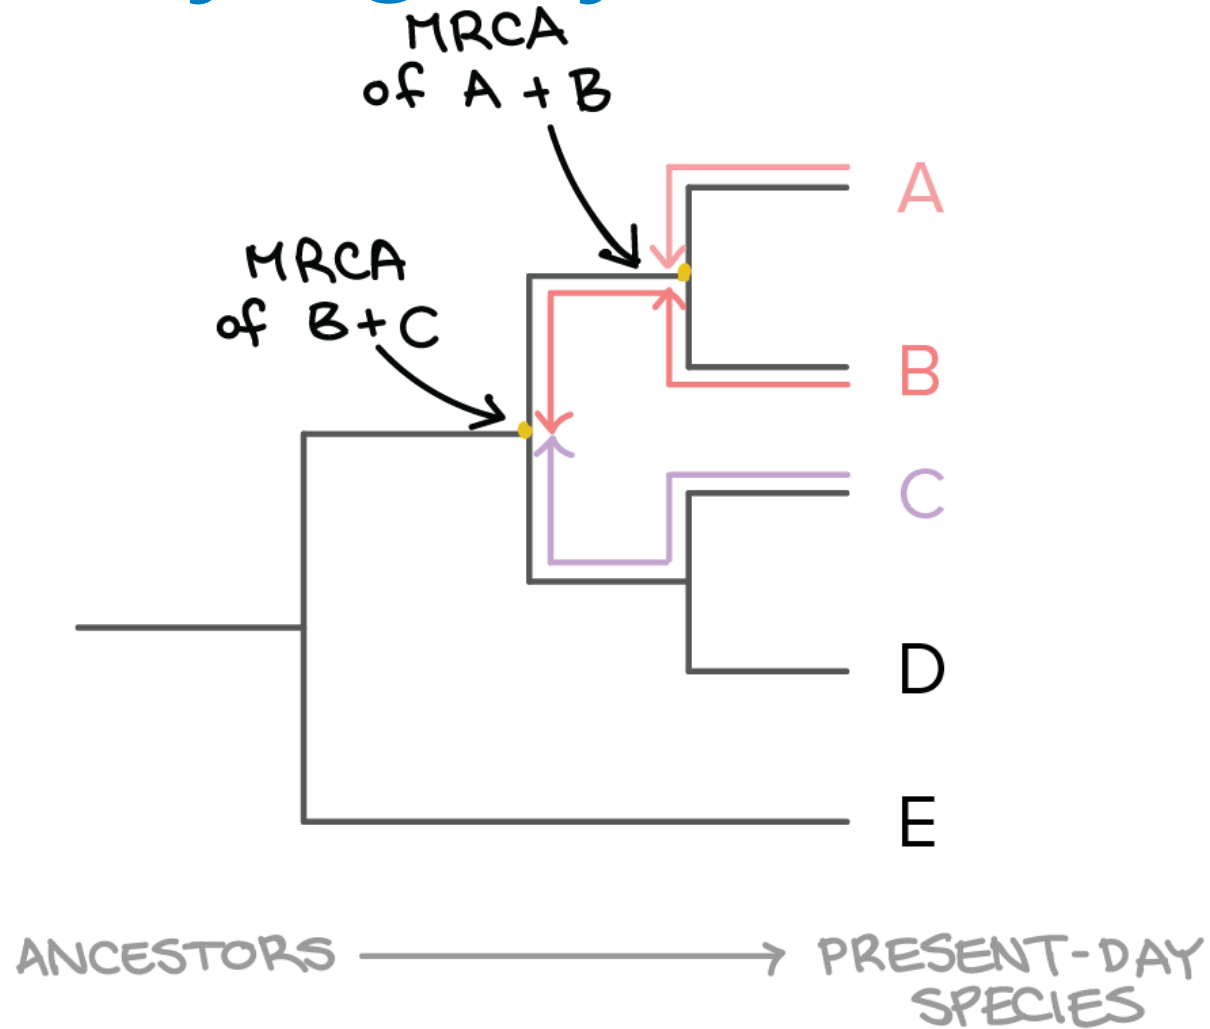 MRCA
of A + B
A
MRCA
of B + C
B
C
D
E
ANCESTORS
PRESENT-DAY
SPECIES